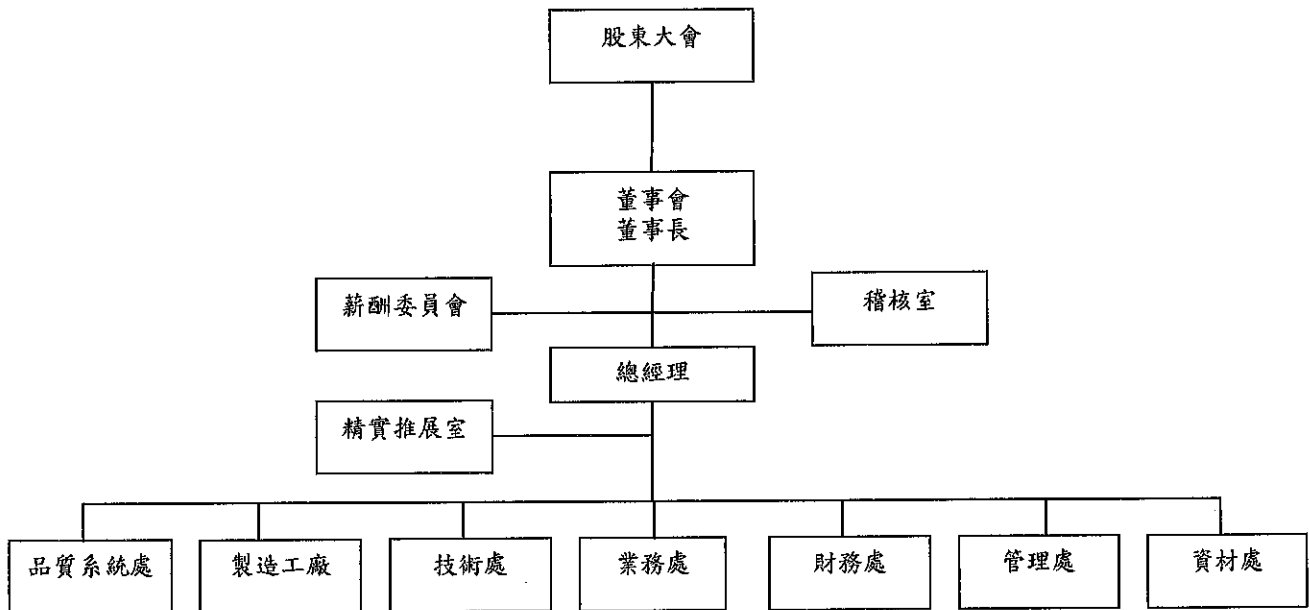 股東大會
董事會
董事長
薪酬委員會
稽核室
總經理
精實推展室
品質系統處
製造工廠
技術處
業務處
財務處
管理處
資材處